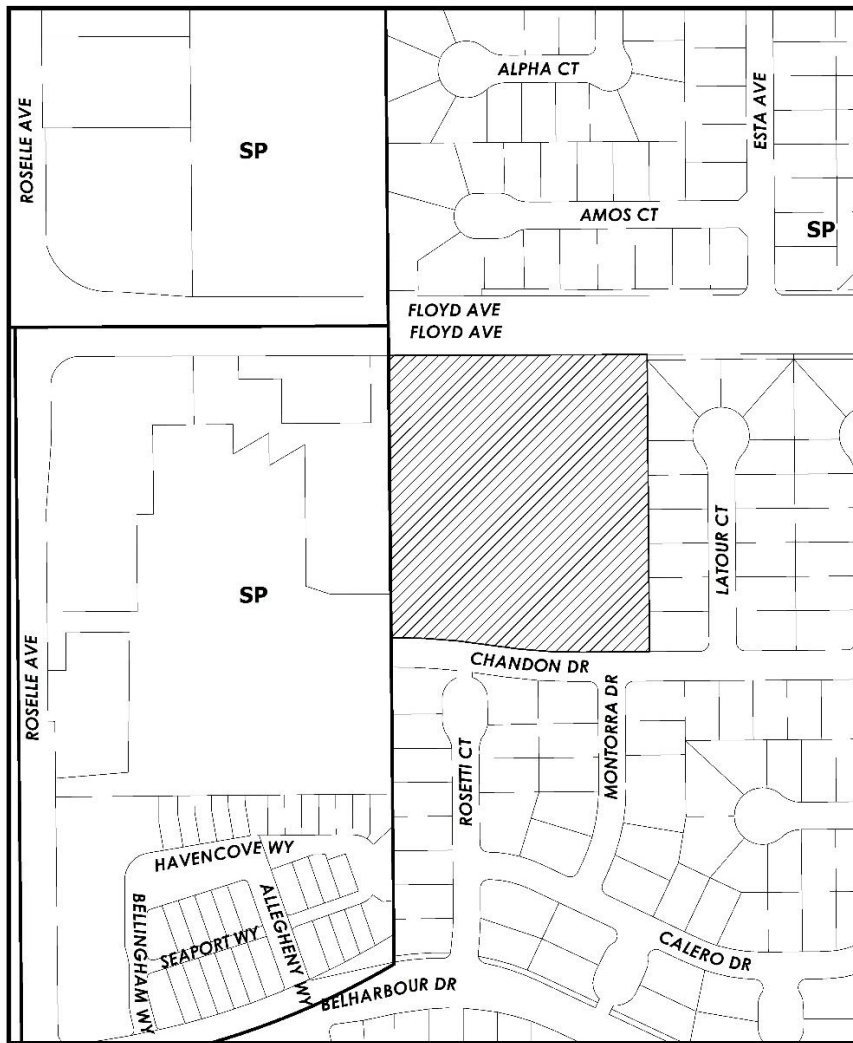 ALPHA CT
ROSELLE AVE
SP
ESTA AVE
AMOS CT
SP
FLOYD AVE
FLOYD AVE
LATOUR CT
SP
CHANDON DR
ROSELLE AVE
MONTORRA DR
ROSETTI CT
HAVENCOVE WY
BELLINGHAM WY
ALLEGHENY WY
SEAPORT WY
CALERO DR
BELHARBOUR DR